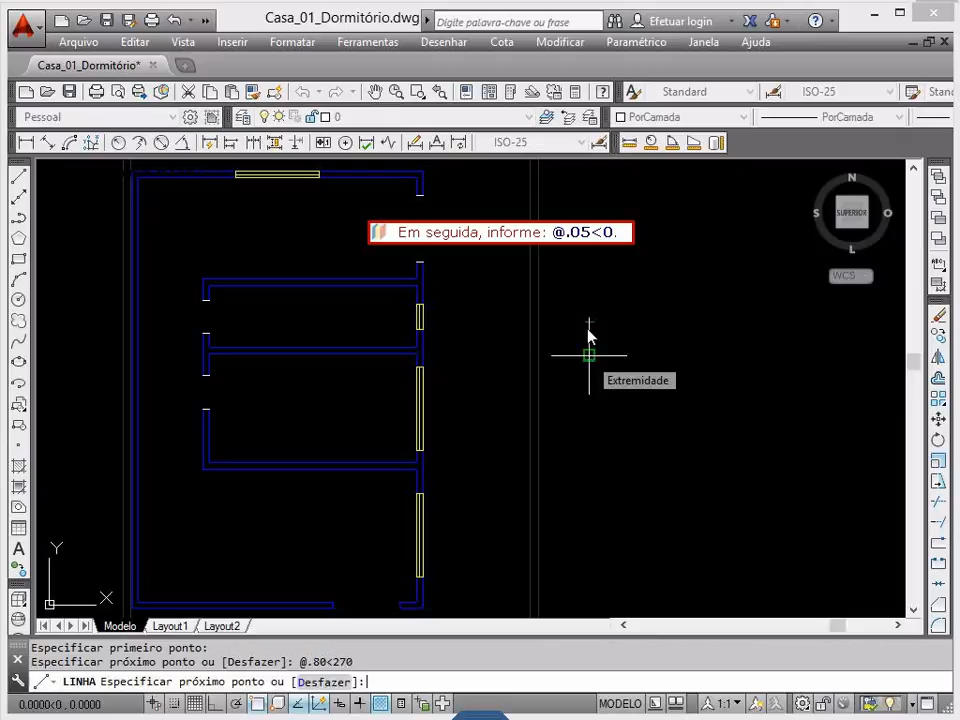 Casa_01_Dormitório.dwg
Digite palavra-chave ou frase
Efetuar login
Arquivo Editar Vista Inserir Formatar Ferramentas Desenhar Cota Modificar Paramétrico Janela Ajuda
Casa_01_Dormitório*
Standard ISO-25 Stand
Pessoal 0 PorCamada PorCamada
ISO-25
N
S SUPERIOR O
L
WCS
Em seguida, informe: @.05<0.
Extremidade
Y
X
Modelo Layout1 Layout2
Especificar primeiro ponto:
Especificar próximo ponto ou [Desfazer]: @.80<270
LINHA Especificar próximo ponto ou [Desfazer]:
0.0000<0 , 0.0000 MODELO 1:1